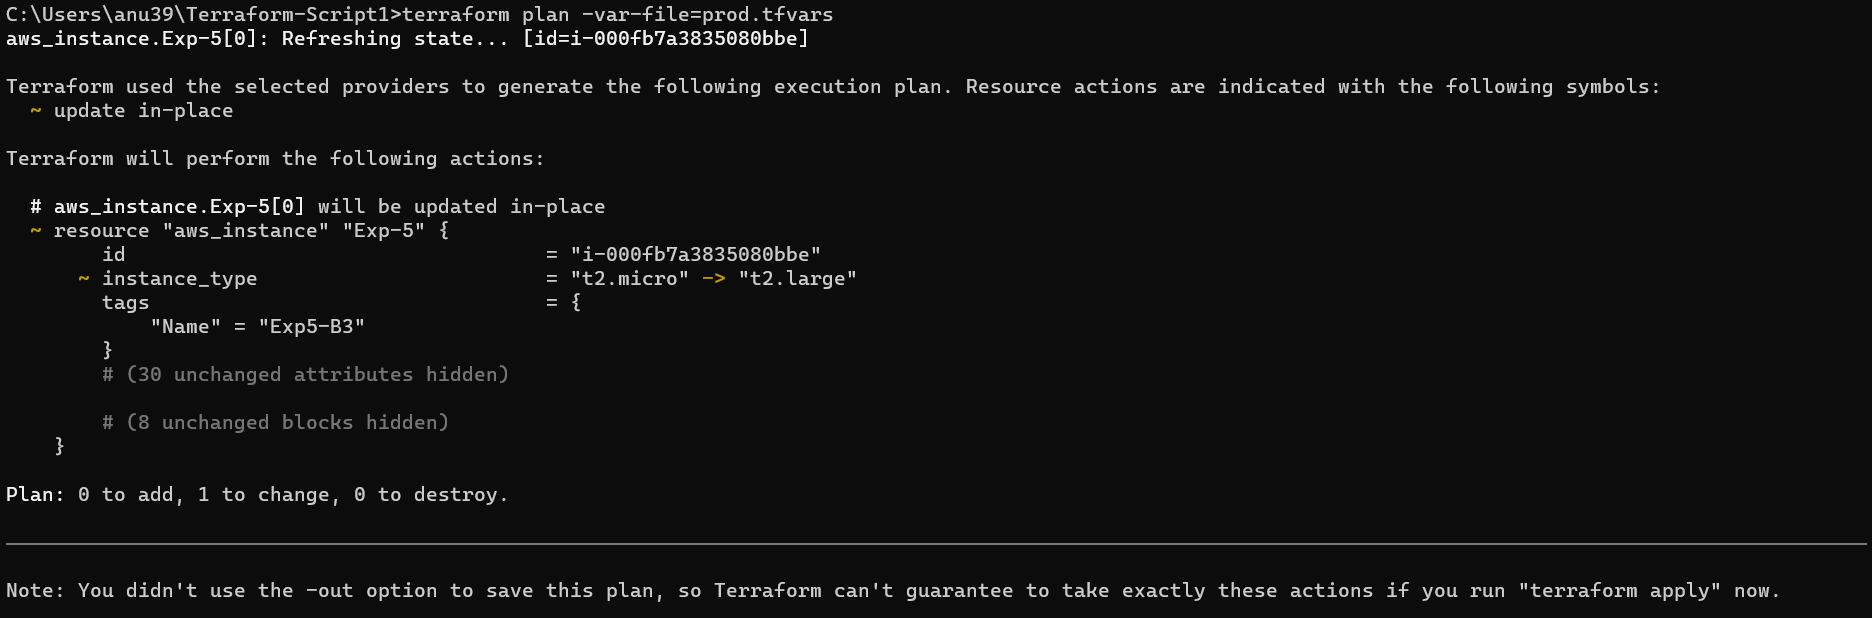 C:\Users\anu39\Terraform-Script1>terraform plan -var-file=prod.tfvars
aws_instance.Exp-5[0]: Refreshing state... [id=i-000fb7a3835080bbe]
Terraform used the selected providers to generate the following execution plan. Resource actions are indicated with the following symbols:
  ~ update in-place
Terraform will perform the following actions:
  # aws_instance.Exp-5[0] will be updated in-place
  ~ resource "aws_instance" "Exp-5" {
        id                                   = "i-000fb7a3835080bbe"
      ~ instance_type                        = "t2.micro" -> "t2.large"
        tags                                 = {
            "Name" = "Exp5-B3"
        }
        # (30 unchanged attributes hidden)
        # (8 unchanged blocks hidden)
    }
Plan: 0 to add, 1 to change, 0 to destroy.
Note: You didn't use the -out option to save this plan, so Terraform can't guarantee to take exactly these actions if you run "terraform apply" now.